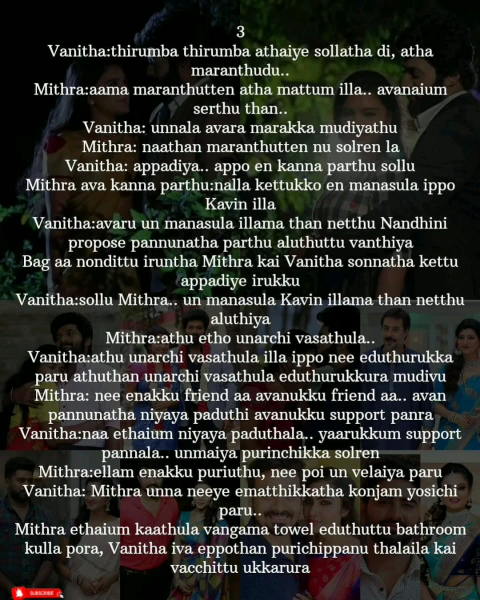 3
Vanitha:thirumba thirumba athaiye sollatha di, atha
maranthudu..
Mithra:aama maranthutten atha mattum illa.. avanaium
serthu than..
Vanitha: unnala avara marakka mudiyathu
Mithra: naathan maranthutten nu solren la
Vanitha: appadiya.. appo en kanna parthu sollu
Mithra ava kanna parthu:nalla kettukko en manasula ippo
Kavin illa
Vanitha:avaru un manasula illama than netthu Nandhini
propose pannunatha parthu aluthuttu vanthiya
Bag aa nondittu iruntha Mithra kai Vanitha sonnatha kettu
appadiye irukku
Vanitha:sollu Mithra.. un manasula Kavin illama than netthu
aluthiya
Mithra:athu etho unarchi vasathula..
Vanitha:athu unarchi vasathula illa ippo nee eduthurukka
paru athuthan unarchi vasathula eduthurukkura mudivu
Mithra: nee enakku friend aa avanukku friend aa.. avan
pannunatha niyaya paduthi avanukku support panra
Vanitha:naa ethaium niyaya paduthala.. yaarukkum support
pannala.. unmaiya purinchikka solren
Mithra:ellam enakku puriuthu, nee poi un velaiya paru
Vanitha: Mithra unna neeye ematthikkatha konjam yosichi
paru..
Mithra ethaium kaathula vangama towel eduthuttu bathroom
kulla pora, Vanitha iva eppothan purichippanu thalaila kai
vacchittu ukkarura
SUBSCRIBE